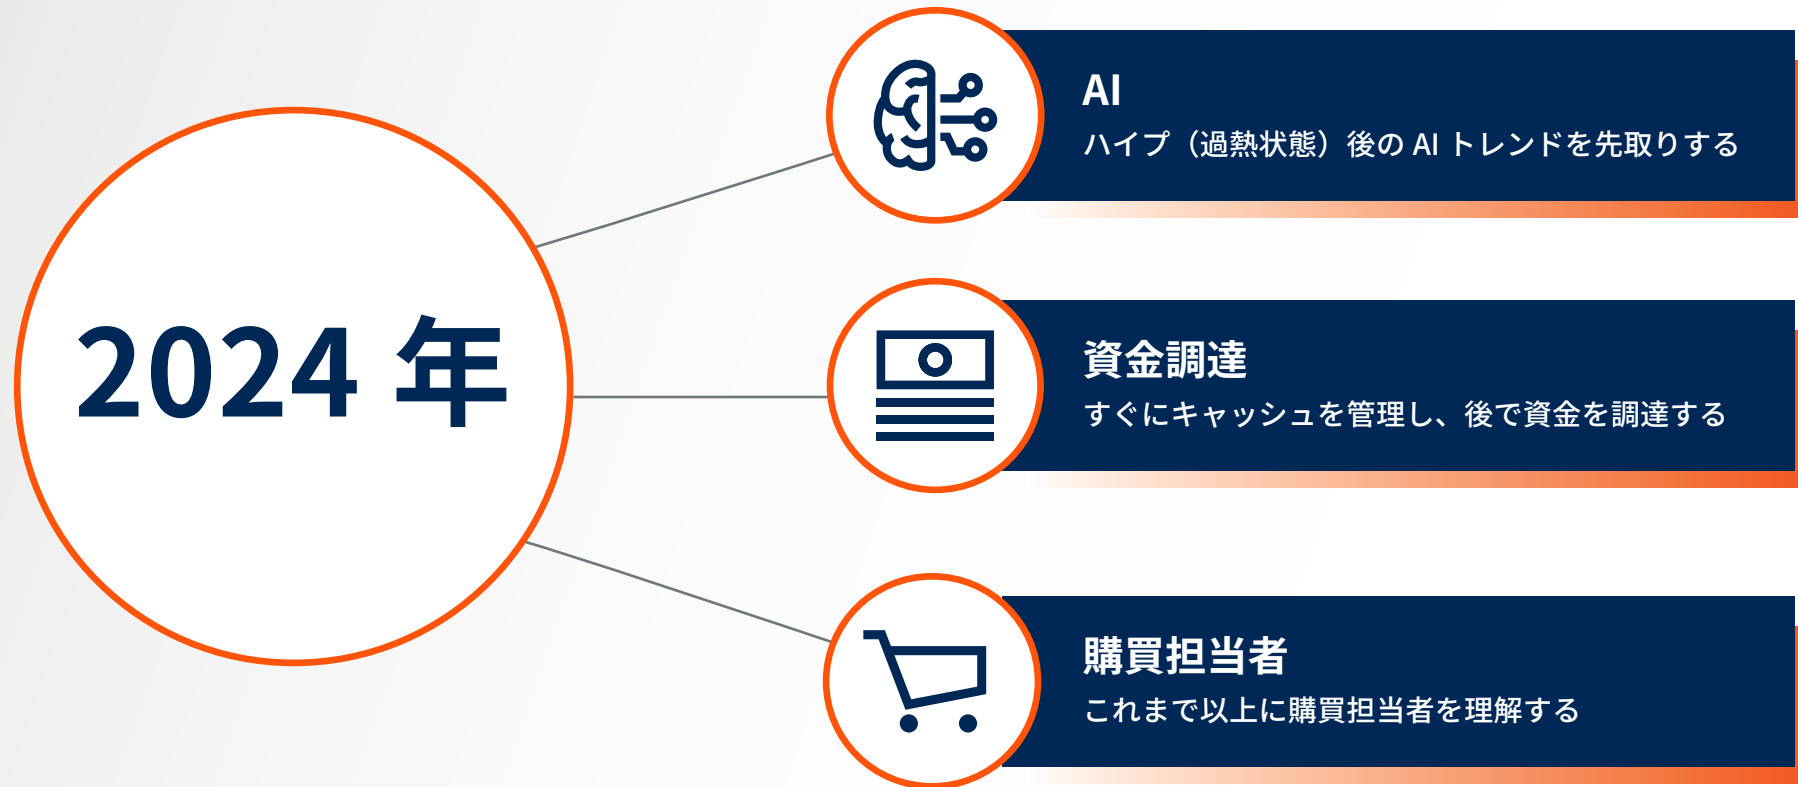 2024 年
AI
ハイプ（過熱状態）後の AI トレンドを先取りする
資金調達
すぐにキャッシュを管理し、後で資金を調達する
購買担当者
これまで以上に購買担当者を理解する